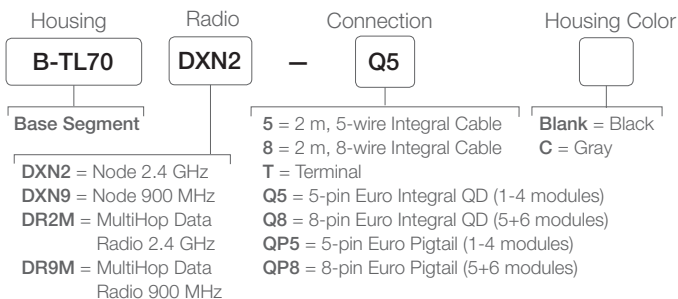 Housing Radio Connection Housing Color
B-TL70 DXN2 – Q5
Base Segment
DXN2 = Node 2.4 GHz
DXN9 = Node 900 MHz
DR2M = MultiHop Data
Radio 2.4 GHz
DR9M = MultiHop Data
Radio 900 MHz
5 = 2 m, 5-wire Integral Cable
8 = 2 m, 8-wire Integral Cable
T = Terminal
Q5 = 5-pin Euro Integral QD (1-4 modules)
Q8 = 8-pin Euro Integral QD (5+6 modules)
QP5 = 5-pin Euro Pigtail (1-4 modules)
QP8 = 8-pin Euro Pigtail (5+6 modules)
Blank = Black
C = Gray